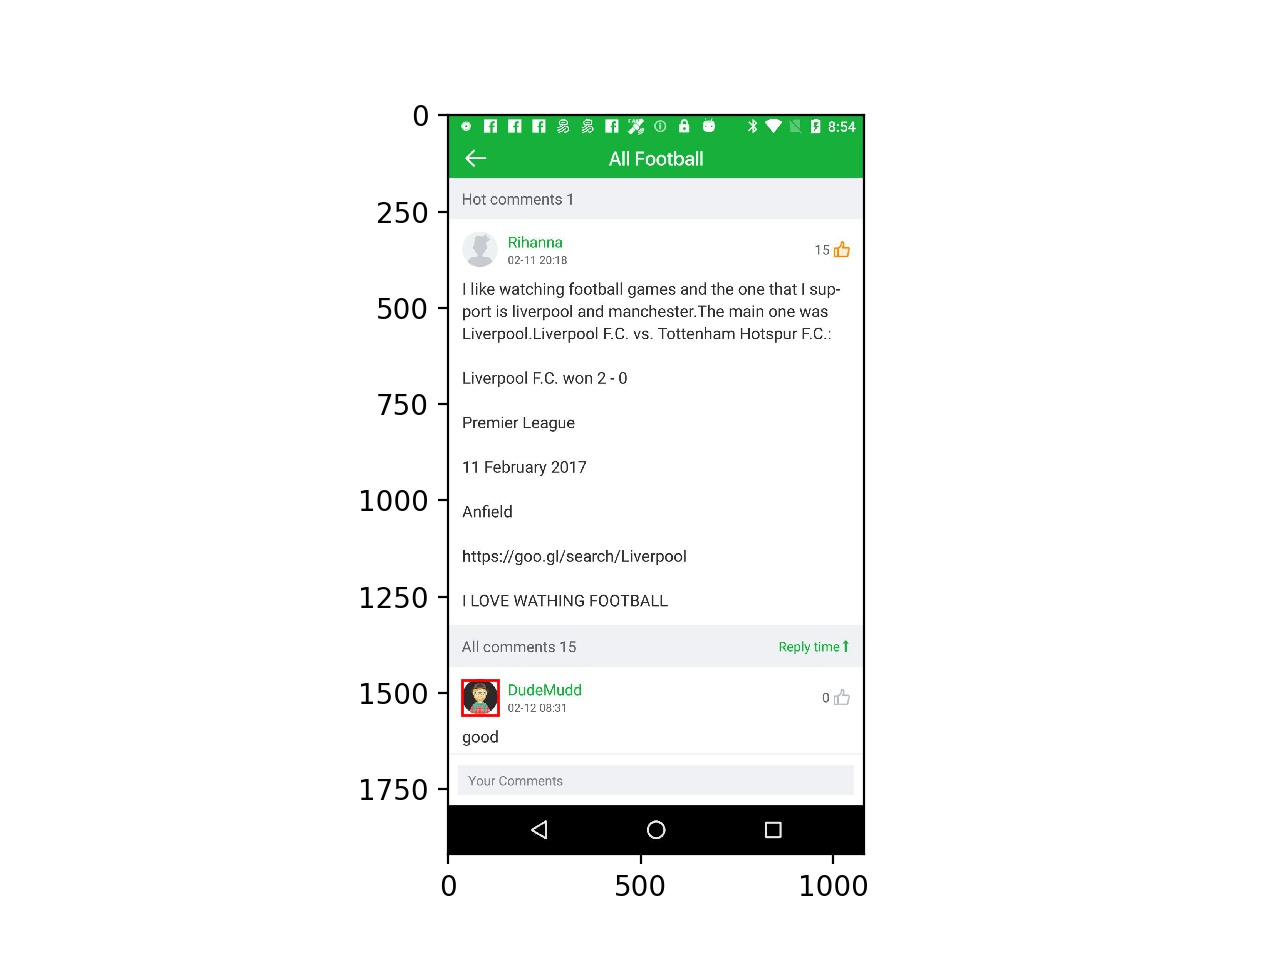 0
250
500
750
1000
1250
1500
1750
8:54
All Football
Hot comments 1
Rihanna
02-11 20:18
15
I like watching football games and the one that I sup-
port is liverpool and manchester.The main one was
Liverpool.Liverpool F.C. vs. Tottenham Hotspur F.C.:
Liverpool F.C. won 2 - 0
Premier League
11 February 2017
Anfield
https://goo.gl/search/Liverpool
I LOVE WATHING FOOTBALL
All comments 15
Reply time
DudeMudd
02-12 08:31
0
good
Your Comments
0
500
1000